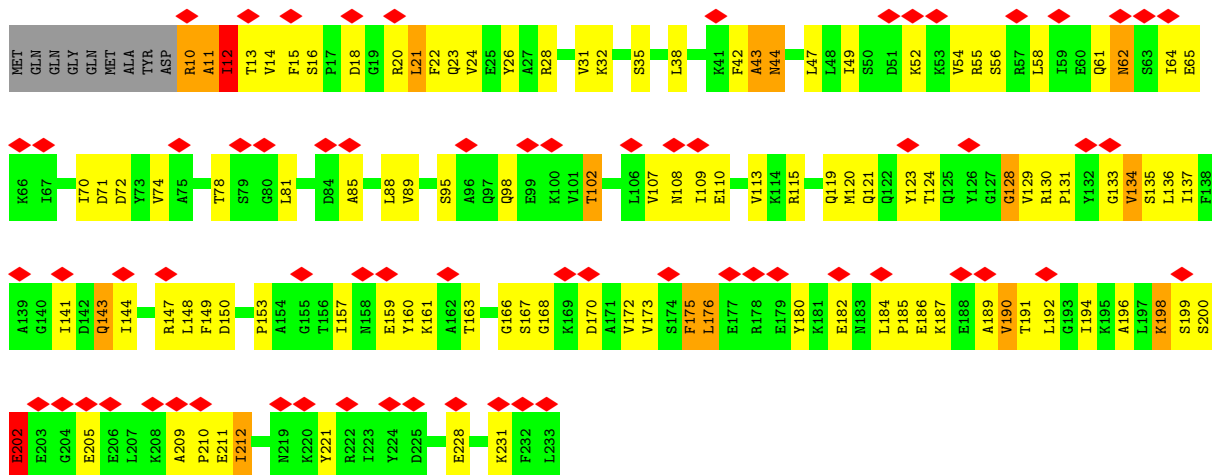 MET GLN GLN GLY GLN MET ALA TYR ASP R10 A11 I12 T13 V14 F15 S16 P17 D18 G19 R20 L21 F22 Q23 V24 E25 Y26 A27 R28 V31 K32 S35 L38 K41 F42 A43 N44 L47 L48 I49 S50 D51 K52 K53 V54 R57 S56 L58 I59 E60 Q61 N62 S63 I64 E65
K66 K67 I70 D71 D72 Y73 V74 A75 T78 S79 G80 L81 D84 A85 L88 V89 S95 A96 Q97 Q98 E99 K100 V101 T102 L106 V107 N108 I109 E110 V113 K114 R115 Q119 M120 Q121 Q122 Y123 T124 Q125 Y126 G127 G128 V129 R130 P131 Y132 G133 V134 S135 L136 I137 F138
A139 G140 I141 D142 Q143 I144 R147 L148 F149 D150 P153 A154 G155 T156 I157 N158 E159 Y160 K161 A162 T163 G166 S167 G168 K169 D170 A171 V172 V173 S174 F175 L176 E177 R178 E179 Y180 K181 E182 N183 L184 P185 E186 K187 E188 A189 V190 T191 L192 G193 I194 K195 A196 L197 K198 S199 S200
E202 E203 G204 E205 E206 L207 K208 A209 P210 E211 I212 N219 K220 Y221 R222 I223 Y224 D225 E228 K231 F232 L233